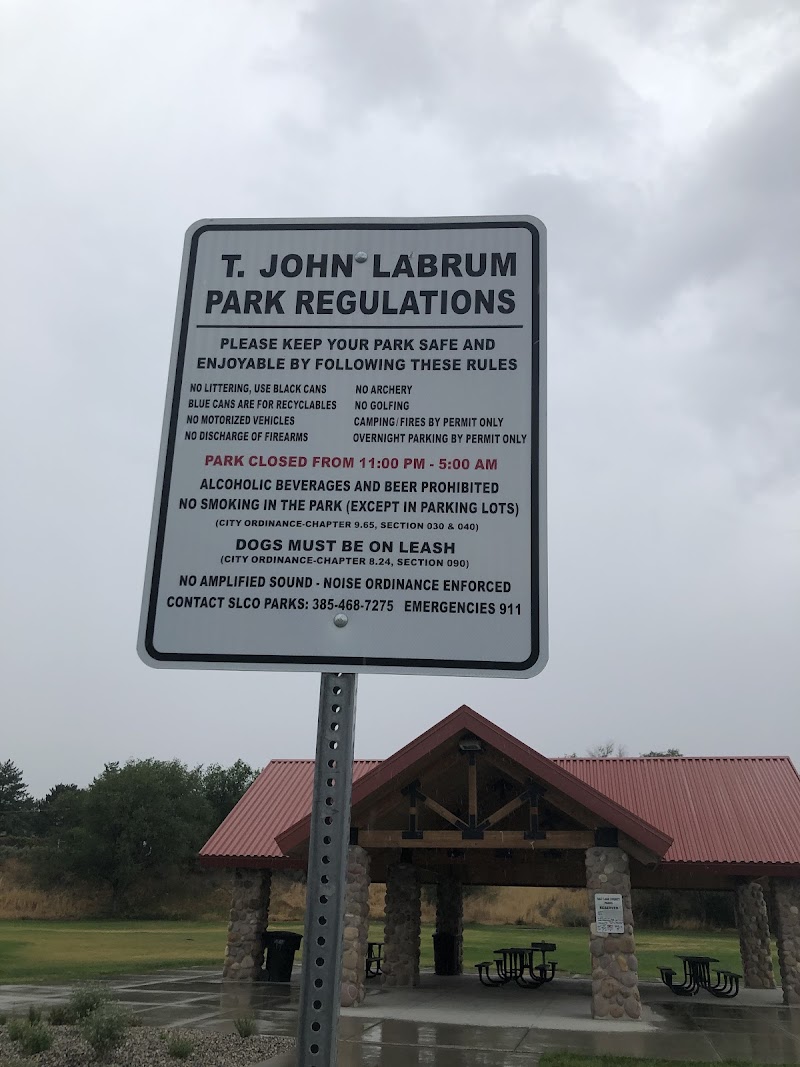 T. JOHN LABRUM
PARK REGULATIONS
PLEASE KEEP YOUR PARK SAFE AND
ENJOYABLE BY FOLLOWING THESE RULES
NO LITTERING, USE BLACK CANS
BLUE CANS ARE FOR RECYCLABLES
NO MOTORIZED VEHICLES
NO DISCHARGE OF FIREARMS
NO ARCHERY
NO GOLFING
CAMPING/FIRES BY PERMIT ONLY
OVERNIGHT PARKING BY PERMIT ONLY
PARK CLOSED FROM 11:00 PM - 5:00 AM
ALCOHOLIC BEVERAGES AND BEER PROHIBITED
NO SMOKING IN THE PARK (EXCEPT IN PARKING LOTS)
(CITY ORDINANCE-CHAPTER 9.65, SECTION 030 & 040)
DOGS MUST BE ON LEASH
(CITY ORDINANCE-CHAPTER 8.24, SECTION 090)
NO AMPLIFIED SOUND - NOISE ORDINANCE ENFORCED
CONTACT SLCO PARKS: 385-468-7275 EMERGENCIES 911